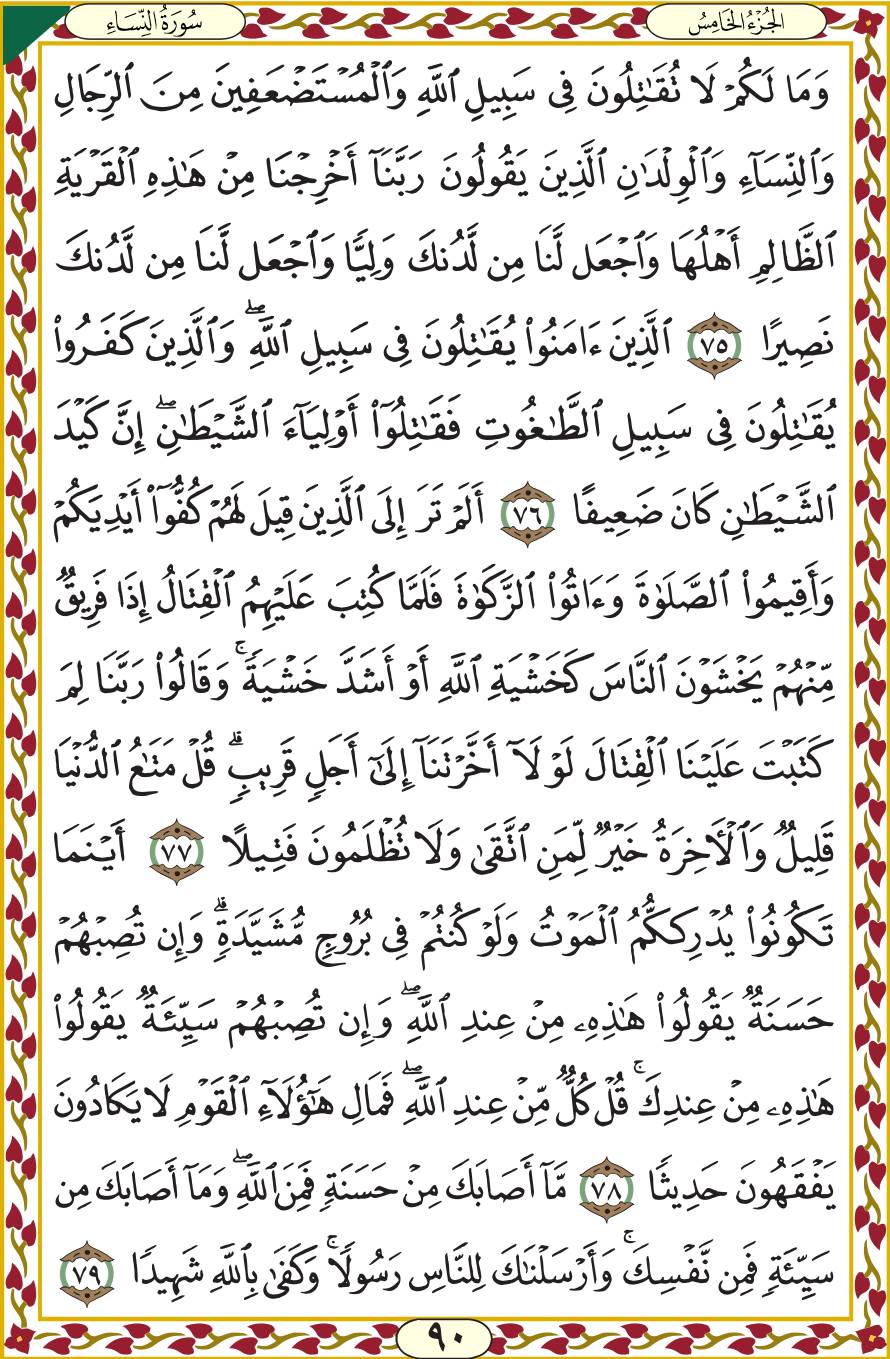 الجُزْءُ الخَامِسُ
سُورَةُ النِّسَاءِ
وَمَا لَكُمْ لَا تُقَٰتِلُونَ فِى سَبِيلِ ٱللَّهِ وَٱلْمُسْتَضْعَفِينَ مِنَ ٱلرِّجَالِ
وَٱلنِّسَآءِ وَٱلْوِلْدَٰنِ ٱلَّذِينَ يَقُولُونَ رَبَّنَآ أَخْرِجْنَا مِنْ هَٰذِهِ ٱلْقَرْيَةِ
ٱلظَّالِمِ أَهْلُهَا وَٱجْعَل لَّنَا مِن لَّدُنكَ وَلِيًّا وَٱجْعَل لَّنَا مِن لَّدُنكَ
نَصِيرًا ٧٥ ٱلَّذِينَ ءَامَنُوا۟ يُقَٰتِلُونَ فِى سَبِيلِ ٱللَّهِ ۖ وَٱلَّذِينَ كَفَرُوا۟
يُقَٰتِلُونَ فِى سَبِيلِ ٱلطَّٰغُوتِ فَقَٰتِلُوٓا۟ أَوْلِيَآءَ ٱلشَّيْطَٰنِ ۖ إِنَّ كَيْدَ
ٱلشَّيْطَٰنِ كَانَ ضَعِيفًا ٧٦ أَلَمْ تَرَ إِلَى ٱلَّذِينَ قِيلَ لَهُمْ كُفُّوٓا۟ أَيْدِيَكُمْ
وَأَقِيمُوا۟ ٱلصَّلَوٰةَ وَءَاتُوا۟ ٱلزَّكَوٰةَ فَلَمَّا كُتِبَ عَلَيْهِمُ ٱلْقِتَالُ إِذَا فَرِيقٌ
مِّنْهُمْ يَخْشَوْنَ ٱلنَّاسَ كَخَشْيَةِ ٱللَّهِ أَوْ أَشَدَّ خَشْيَةً ۚ وَقَالُوا۟ رَبَّنَا لِمَ
كَتَبْتَ عَلَيْنَا ٱلْقِتَالَ لَوْلَآ أَخَّرْتَنَآ إِلَىٰٓ أَجَلٍ قَرِيبٍ ۗ قُلْ مَتَٰعُ ٱلدُّنْيَا
قَلِيلٌ وَٱلْأَخِرَةُ خَيْرٌ لِّمَنِ ٱتَّقَىٰ وَلَا تُظْلَمُونَ فَتِيلًا ٧٧ أَيْنَمَا
تَكُونُوا۟ يُدْرِككُّمُ ٱلْمَوْتُ وَلَوْ كُنتُمْ فِى بُرُوجٍ مُّشَيَّدَةٍ ۗ وَإِن تُصِبْهُمْ
حَسَنَةٌ يَقُولُوا۟ هَٰذِهِۦ مِنْ عِندِ ٱللَّهِ ۖ وَإِن تُصِبْهُمْ سَيِّئَةٌ يَقُولُوا۟
هَٰذِهِۦ مِنْ عِندِكَ ۚ قُلْ كُلٌّ مِّنْ عِندِ ٱللَّهِ ۖ فَمَالِ هَٰٓؤُلَآءِ ٱلْقَوْمِ لَا يَكَادُونَ
يَفْقَهُونَ حَدِيثًا ٧٨ مَّآ أَصَابَكَ مِنْ حَسَنَةٍ فَمِنَ ٱللَّهِ ۖ وَمَآ أَصَابَكَ مِن
سَيِّئَةٍ فَمِن نَّفْسِكَ ۚ وَأَرْسَلْنَٰكَ لِلنَّاسِ رَسُولًا ۚ وَكَفَىٰ بِٱللَّهِ شَهِيدًا ٧٩
٩٠